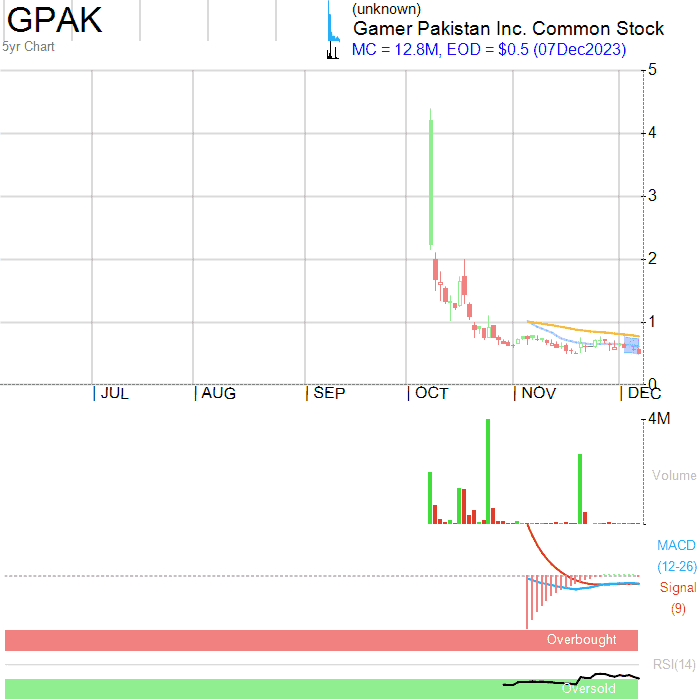 GPAK
5yr Chart
(unknown)
Gamer Pakistan Inc. Common Stock
MC = 12.8M, EOD = $0.5 (07Dec2023)
5
4
3
2
1
0
JUL AUG SEP OCT NOV DEC
4M
Volume
MACD
(12-26)
Signal
(9)
Overbought
RSI(14)
Oversold